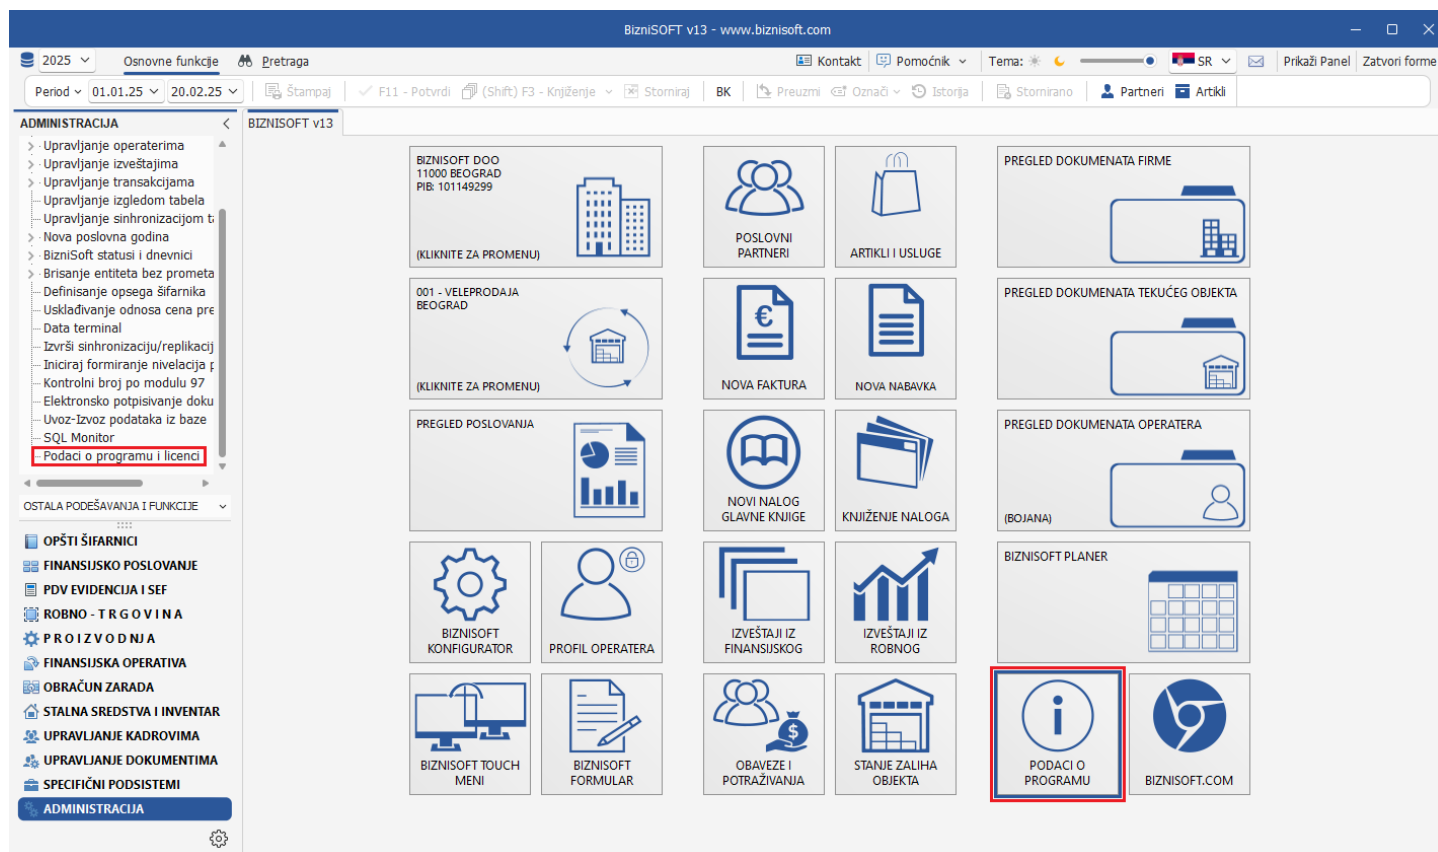 BizniSOFT v13 - www.biznisoft.com
2025 Osnovne funkcije Pretraga Kontakt Pomoćnik Tema: SR Prikaži Panel Zatvori forme
Period 01.01.25 20.02.25 Štampaj F11 - Potvrdi (Shift) F3 - Knjiženje Storniraj BK Preuzmi Označi Istorija Stornirano Partneri Artikli
ADMINISTRACIJA
BIZNISOFT v13
Upravljanje operaterima
Upravljanje izveštajima
Upravljanje transakcijama
Upravljanje izgledom tabela
Upravljanje sinhronizacijom ta
Nova poslovna godina
BizniSoft statusi i dnevnici
Brisanje entiteta bez prometa
Definisanje opsega šifarnika
Usklađivanje odnosa cena pre
Data terminal
Izvrši sinhronizaciju/replikacij
Iniciraj formiranje nivelacija p
Kontrolni broj po modulu 97
Elektronsko potpisivanje doku
Uvoz-Izvoz podataka iz baze
SQL Monitor
Podaci o programu i licenci
OSTALA PODEŠAVANJA I FUNKCIJE
OPŠTI ŠIFARNICI
FINANSIJSKO POSLOVANJE
PDV EVIDENCIJA I SEF
ROBNO - T R G O V I N A
P R O I Z V O D NJ A
FINANSIJSKA OPERATIVA
OBRAČUN ZARADA
STALNA SREDSTVA I INVENTAR
UPRAVLJANJE KADROVIMA
UPRAVLJANJE DOKUMENTIMA
SPECIFIČNI PODSISTEMI
ADMINISTRACIJA
BIZNISOFT DOO
11000 BEOGRAD
PIB: 101149299
(KLIKNITE ZA PROMENU)
POSLOVNI
PARTNERI
ARTIKLI I USLUGE
PREGLED DOKUMENATA FIRME
001 - VELEPRODAJA
BEOGRAD
(KLIKNITE ZA PROMENU)
€
NOVA FAKTURA
NOVA NABAVKA
PREGLED DOKUMENATA TEKUĆEG OBJEKTA
PREGLED POSLOVANJA
NOVI NALOG
GLAVNE KNJIGE
KNJIŽENJE NALOGA
PREGLED DOKUMENATA OPERATERA
(BOJANA)
BIZNISOFT
KONFIGURATOR
PROFIL OPERATERA
IZVEŠTAJI IZ
FINANSIJSKOG
IZVEŠTAJI IZ
ROBNOG
BIZNISOFT PLANER
BIZNISOFT TOUCH
MENI
BIZNISOFT
FORMULAR
$
OBAVEZE I
POTRAŽIVANJA
STANJE ZALIHA
OBJEKTA
i
PODACI O
PROGRAMU
BIZNISOFT.COM